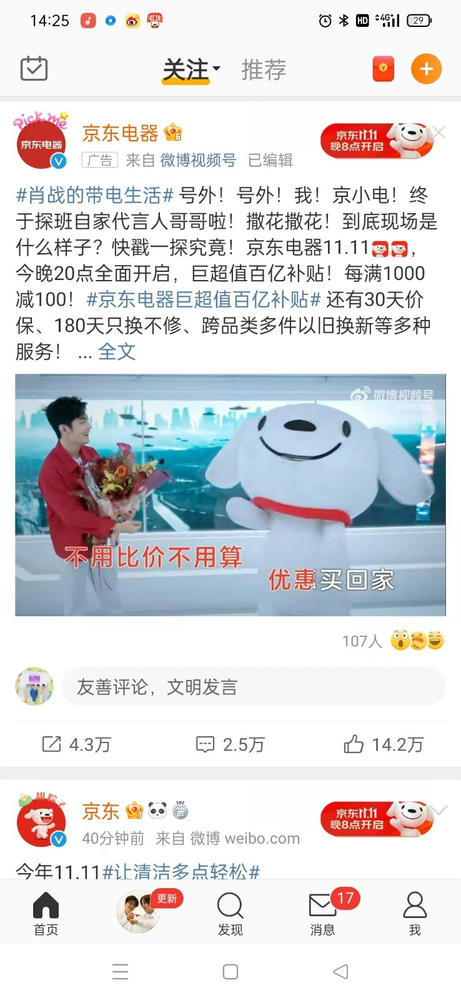 14:25
HD 4G+ 29
关注 推荐
Pick me
京东电器
京东电器
广告 来自 微博视频号 已编辑
京东11.11
晚8点开启
#肖战的带电生活# 号外！号外！我！京小电！终
于探班自家代言人哥哥啦！撒花撒花！到底现场是
什么样子？快戳一探究竟！京东电器11.11，
今晚20点全面开启，巨超值百亿补贴！每满1000
减100！#京东电器巨超值百亿补贴# 还有30天价
保、180天只换不修、跨品类多件以旧换新等多种
服务！ ... 全文
微博视频号
不用比价不用算
优惠买回家
107人
友善评论，文明发言
4.3万 2.5万 14.2万
甜粽子
京东
京东11.11
晚8点开启
40分钟前 来自 微博 weibo.com
今年11.11#让清洁多点轻松#
更新 17
首页 发现 消息 我